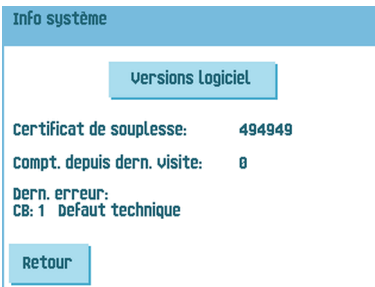 Info système
Versions logiciel
Certificat de souplesse: 494949
Compt. depuis dern. visite: 0
Dern. erreur:
CB: 1 Defaut technique
Retour